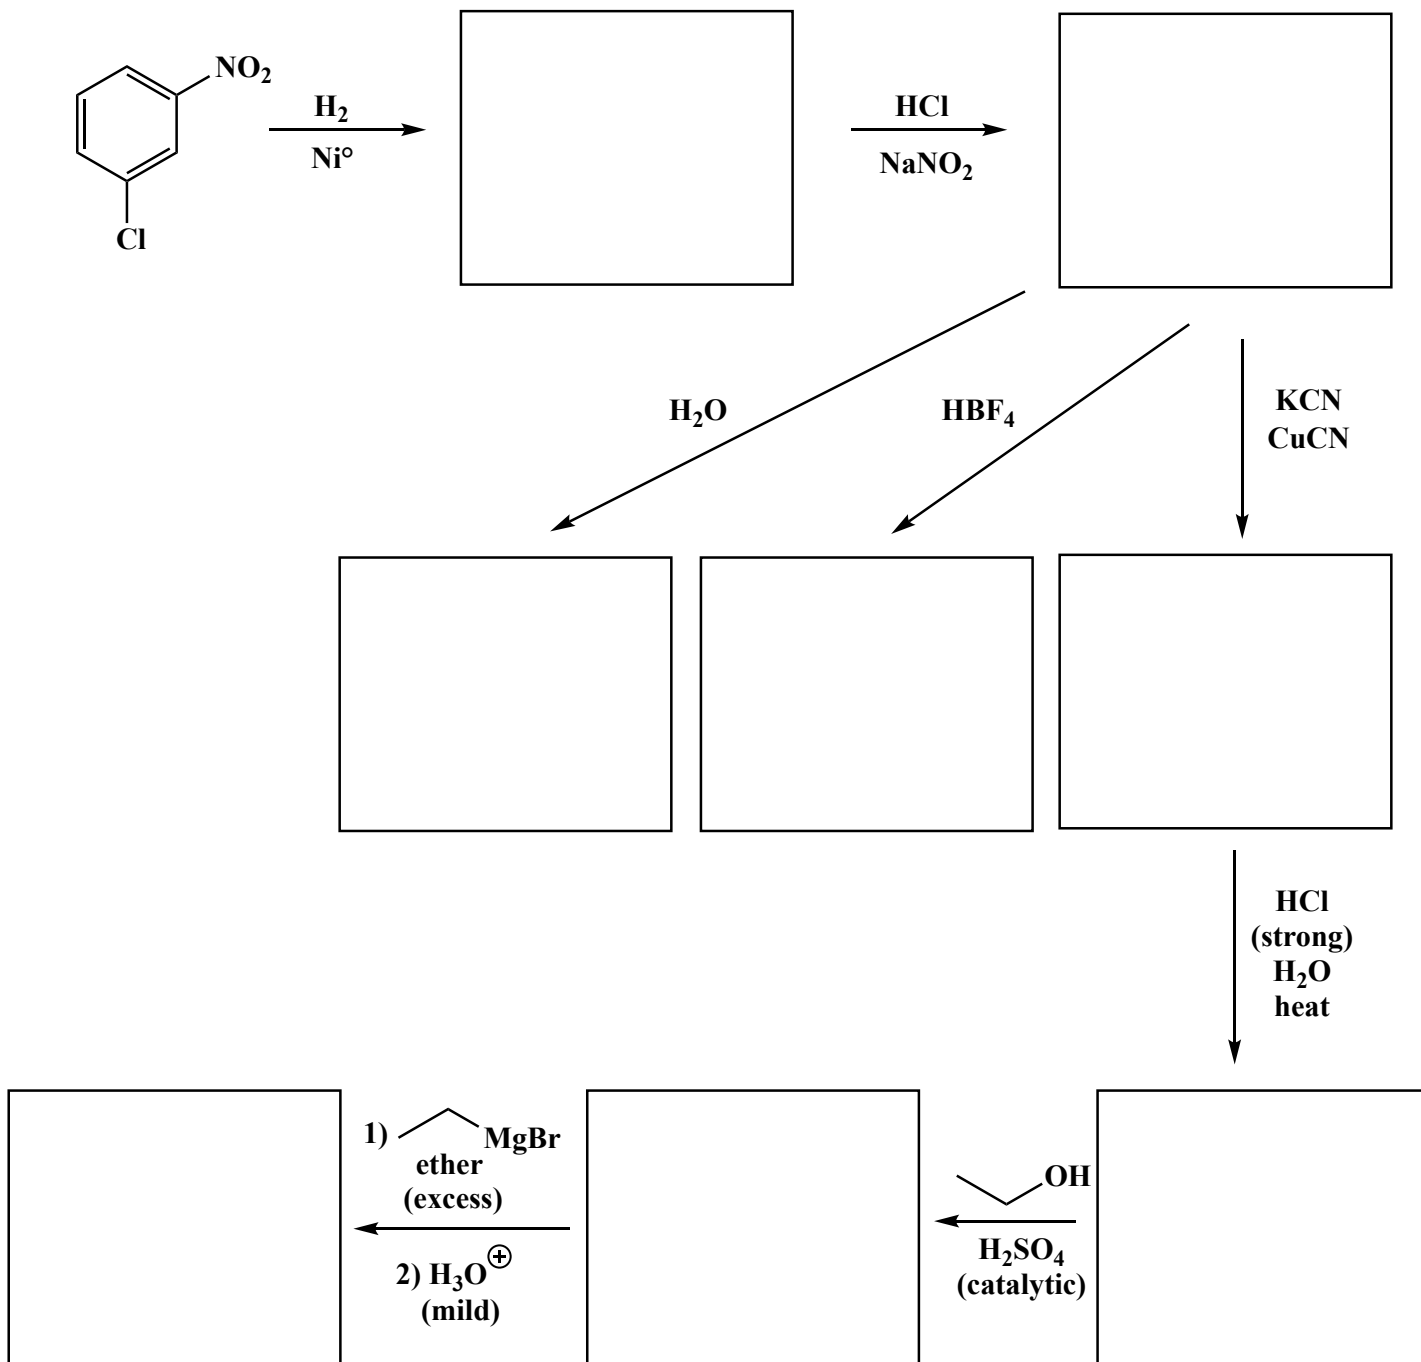 NO₂
Cl
H₂
Ni°
HCl
NaNO₂
H₂O
HBF₄
KCN
CuCN
HCl
(strong)
H₂O
heat
1) MgBr
ether
(excess)
2) H₃O⊕
(mild)
OH
H₂SO₄
(catalytic)